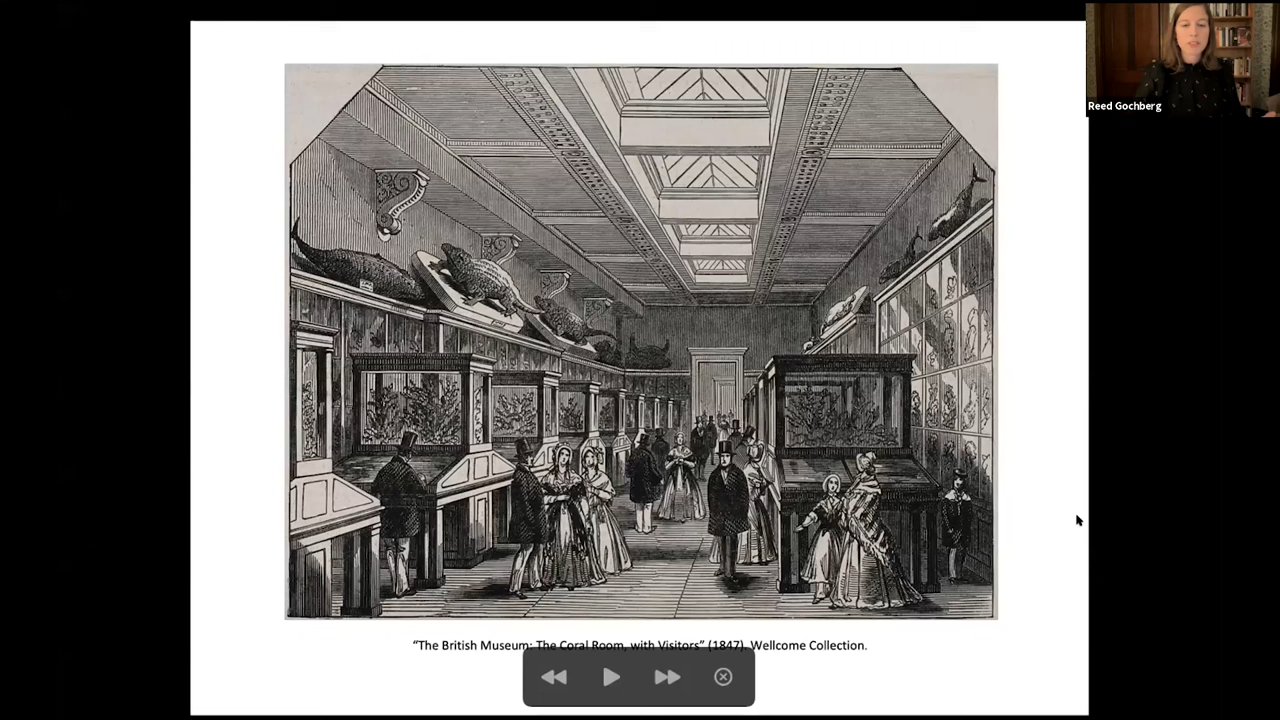 Reed Gochberg
“The British Museum: The Coral Room, with Visitors” (1847). Wellcome Collection.